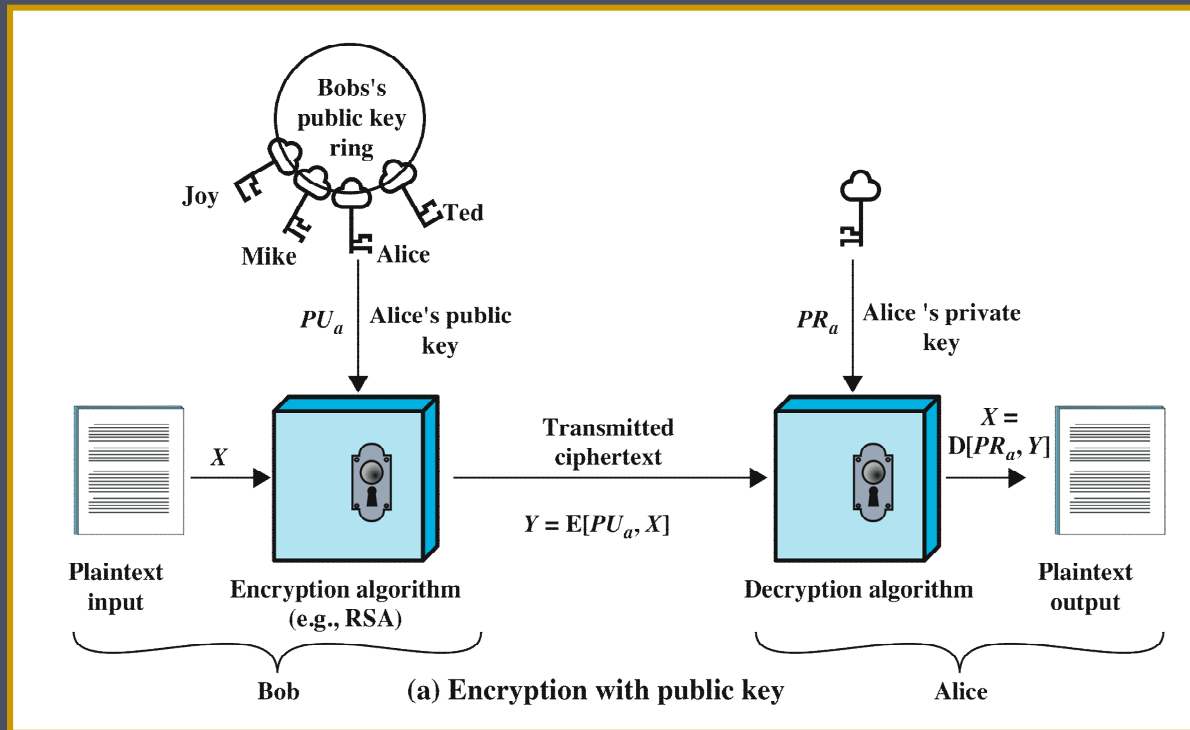 Bobs's
public key
ring
Joy
Ted
Mike
Alice
PUa
Alice's public
key
PRa
Alice 's private
key
X
Transmitted
ciphertext
X =
D[PRa, Y]
Y = E[PUa, X]
Plaintext
input
Encryption algorithm
(e.g., RSA)
Decryption algorithm
Plaintext
output
Bob
(a) Encryption with public key
Alice